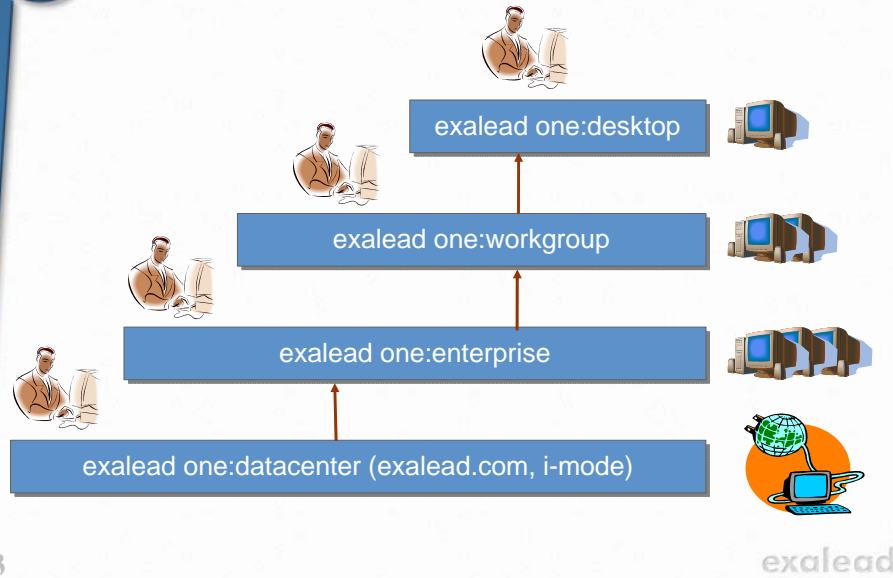 exalead one:desktop
exalead one:workgroup
exalead one:enterprise
exalead one:datacenter (exalead.com, i-mode)
exalead